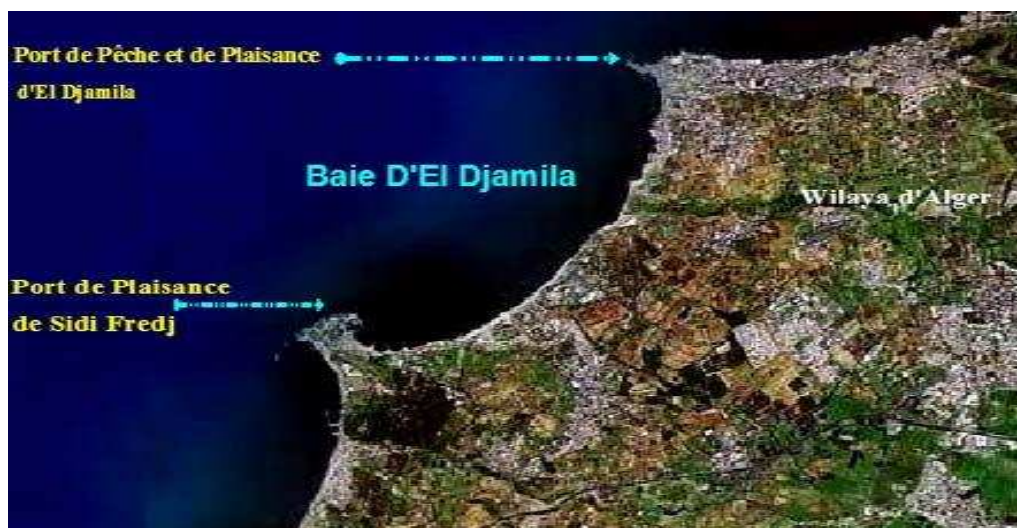 Port de Pêche et de Plaisance
d'El Djamila
Baie D'El Djamila
Wilaya d'Alger
Port de Plaisance
de Sidi Fredj